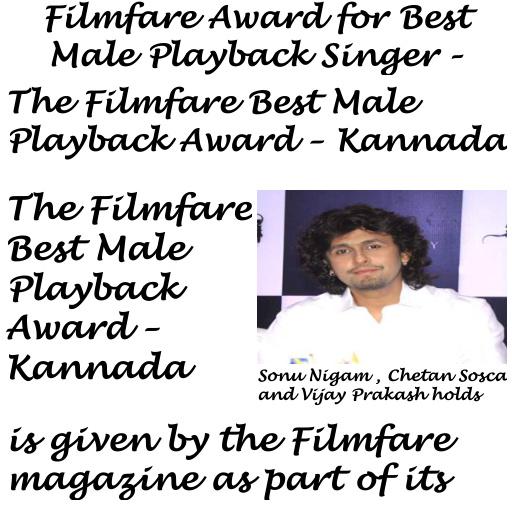 Filmfare Award for Best
Male Playback Singer –
The Filmfare Best Male
Playback Award – Kannada
The Filmfare
Best Male
Playback
Award –
Kannada
Sonu Nigam , Chetan Sosca
and Vijay Prakash holds
is given by the Filmfare
magazine as part of its